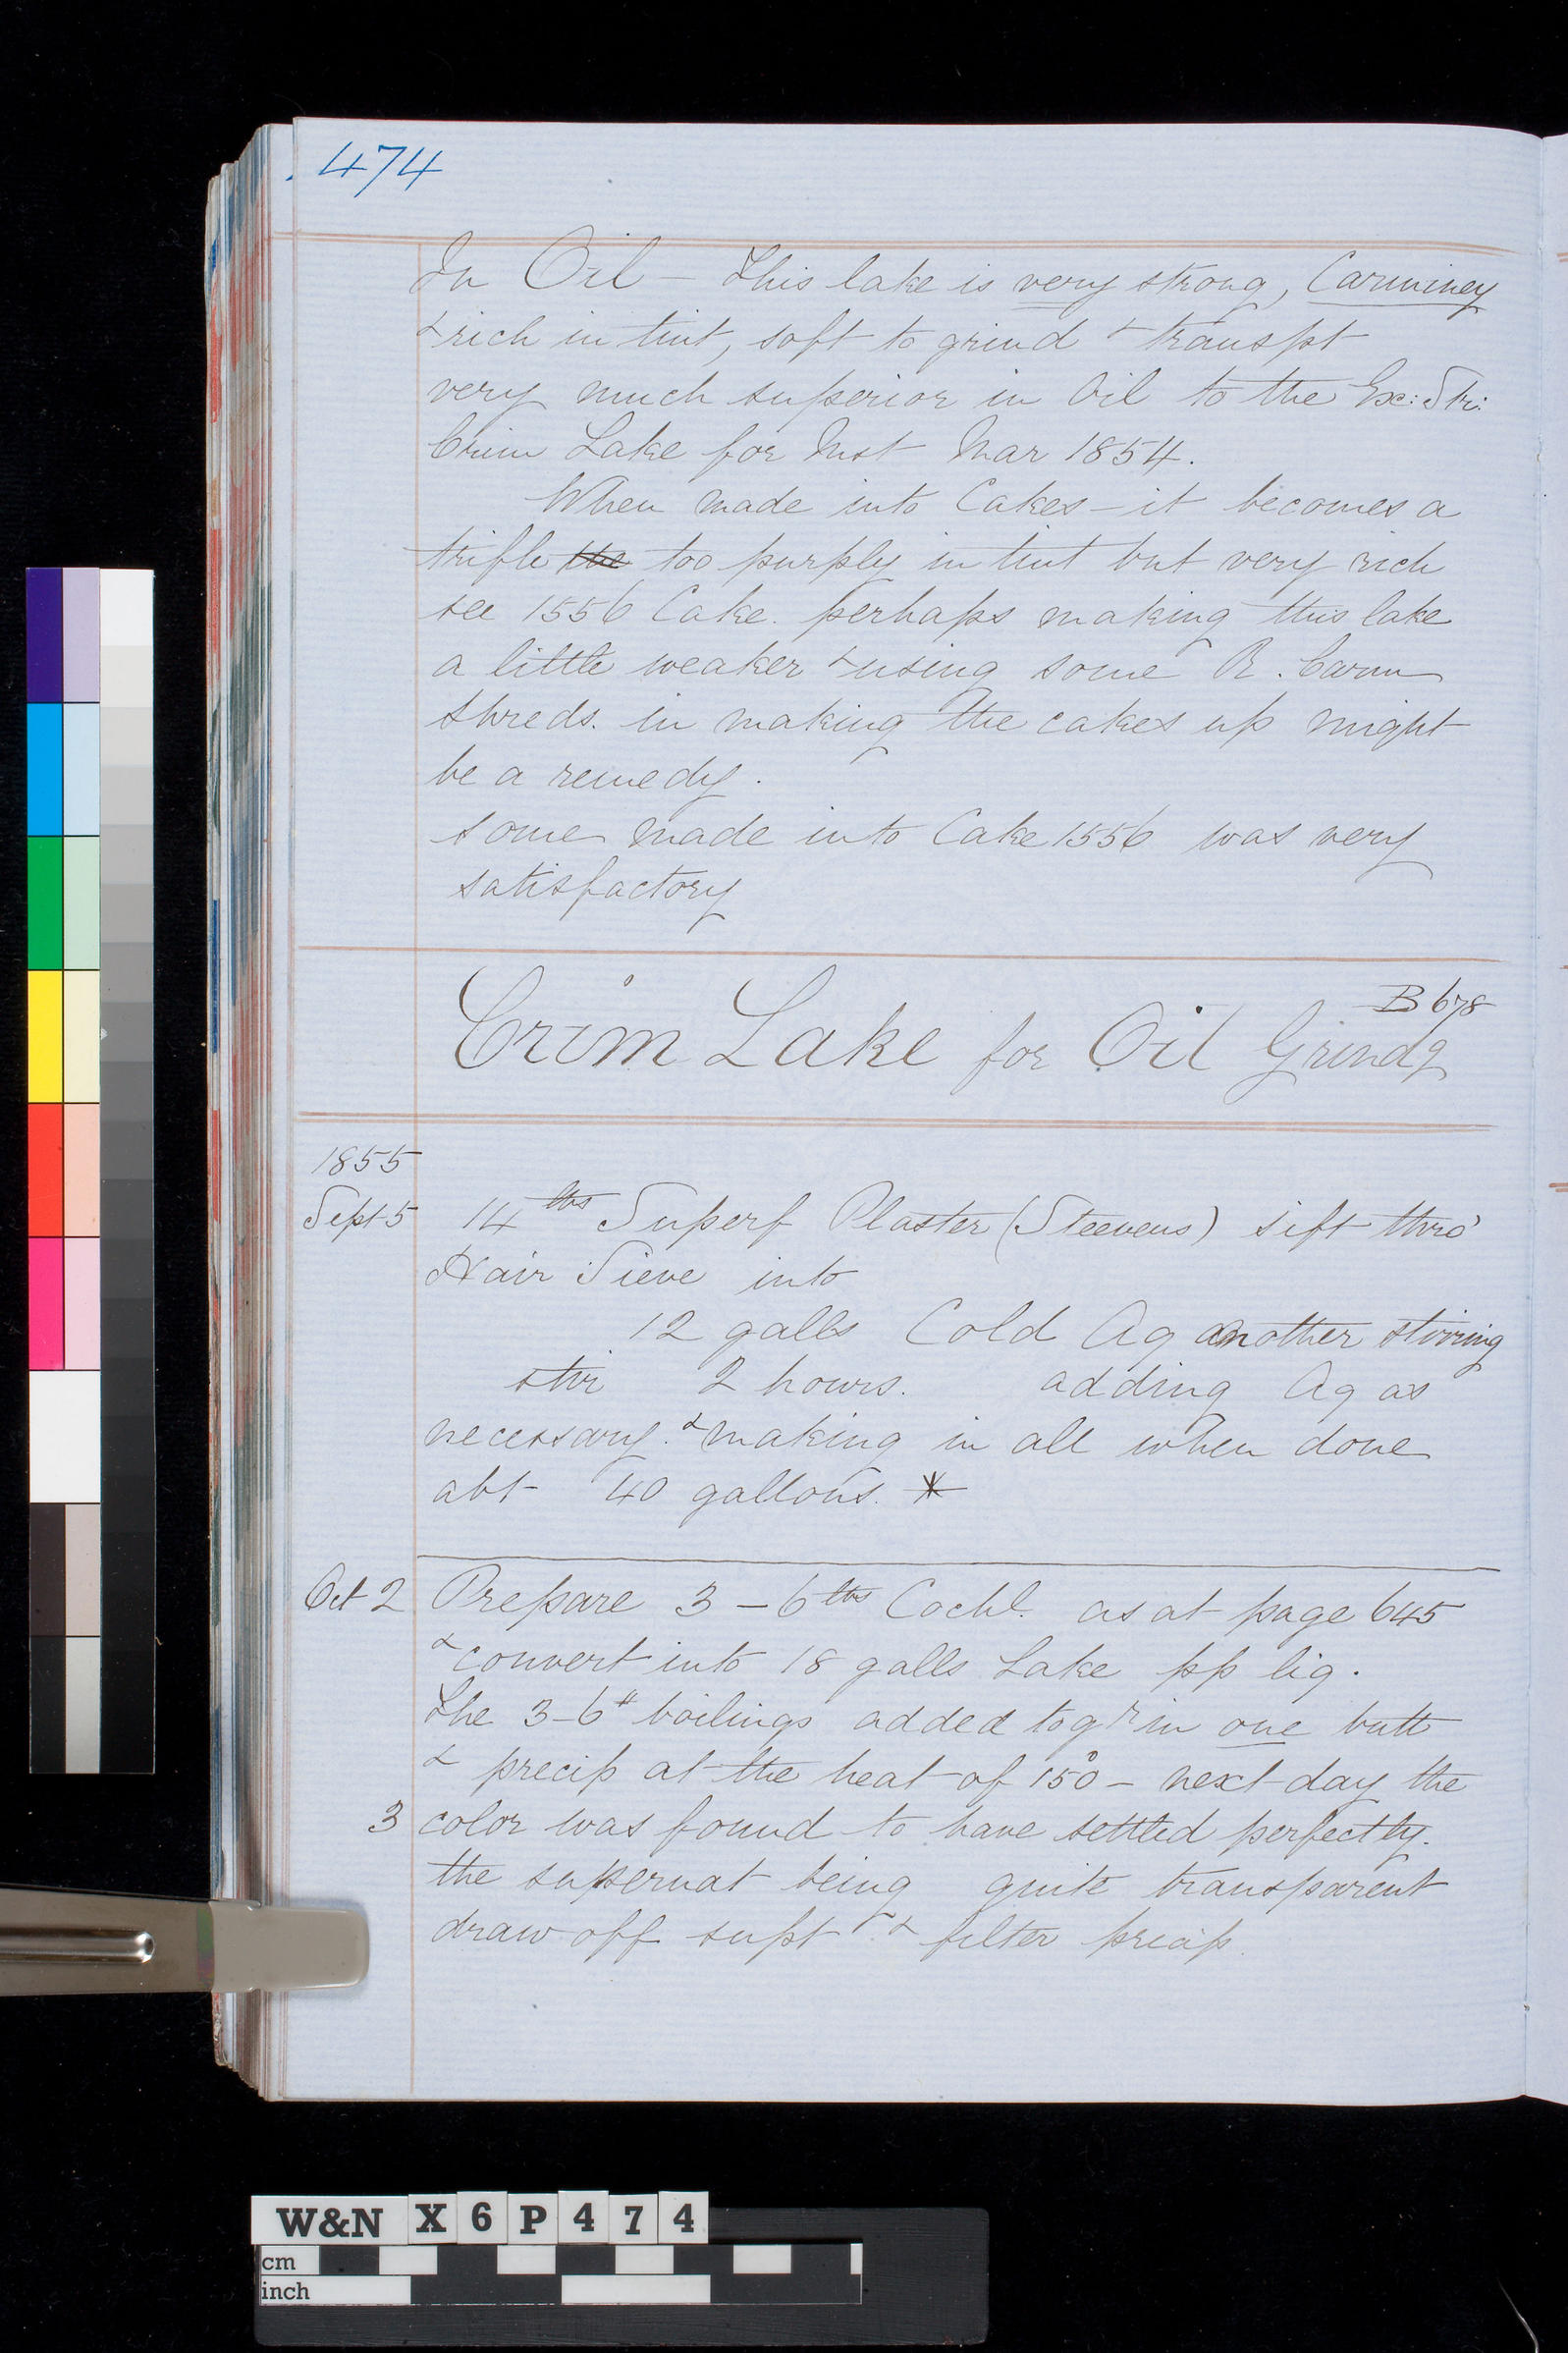 474
In Oil — This lake is very strong, Carminey
& rich in tint, soft to grind & transpt
very much superior in Oil to the Exc: Str:
Crim Lake for Mst Mar 1854.
When made into Cakes – it becomes a
trifle the too purply in tint but very rich
see 1556 Cake. perhaps making this lake
a little weaker & using some R. Carm
shreds. in making the cakes up might
be a remedy.
some made into Cake 1556 was very
satisfactory
B 678
Crim Lake for Oil Grindg
1855
Sept 5 14 lbs Superf Plaster (Steevens) sift thro'
Hair Sieve into
12 galls Cold Aq another stirring
stir 2 hours. adding Aq as
necessary. & making in all when done
abt 40 gallons. *
Oct 2 Prepare 3 – 6 lbs Cochl. as at page 645
& convert into 18 galls Lake pp liq.
The 3–6# boilings added togr in one butt
& precip at the heat of 150° – next day the
3 color was found to have settled perfectly.
the supernat being quite transparent
draw off supt & filter precip.
W&N X 6 P 4 7 4
cm
inch